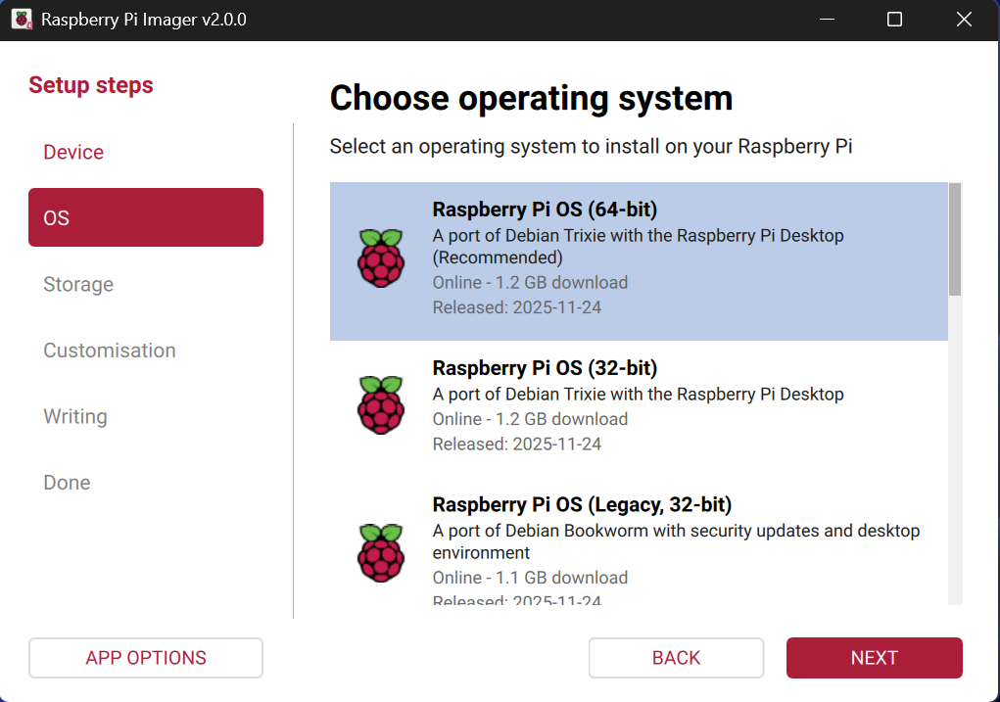 Raspberry Pi Imager v2.0.0
Setup steps
Device
OS
Storage
Customisation
Writing
Done
APP OPTIONS
Choose operating system
Select an operating system to install on your Raspberry Pi
Raspberry Pi OS (64-bit)
A port of Debian Trixie with the Raspberry Pi Desktop
(Recommended)
Online - 1.2 GB download
Released: 2025-11-24
Raspberry Pi OS (32-bit)
A port of Debian Trixie with the Raspberry Pi Desktop
Online - 1.2 GB download
Released: 2025-11-24
Raspberry Pi OS (Legacy, 32-bit)
A port of Debian Bookworm with security updates and desktop
environment
Online - 1.1 GB download
Released: 2025-11-24
BACK
NEXT